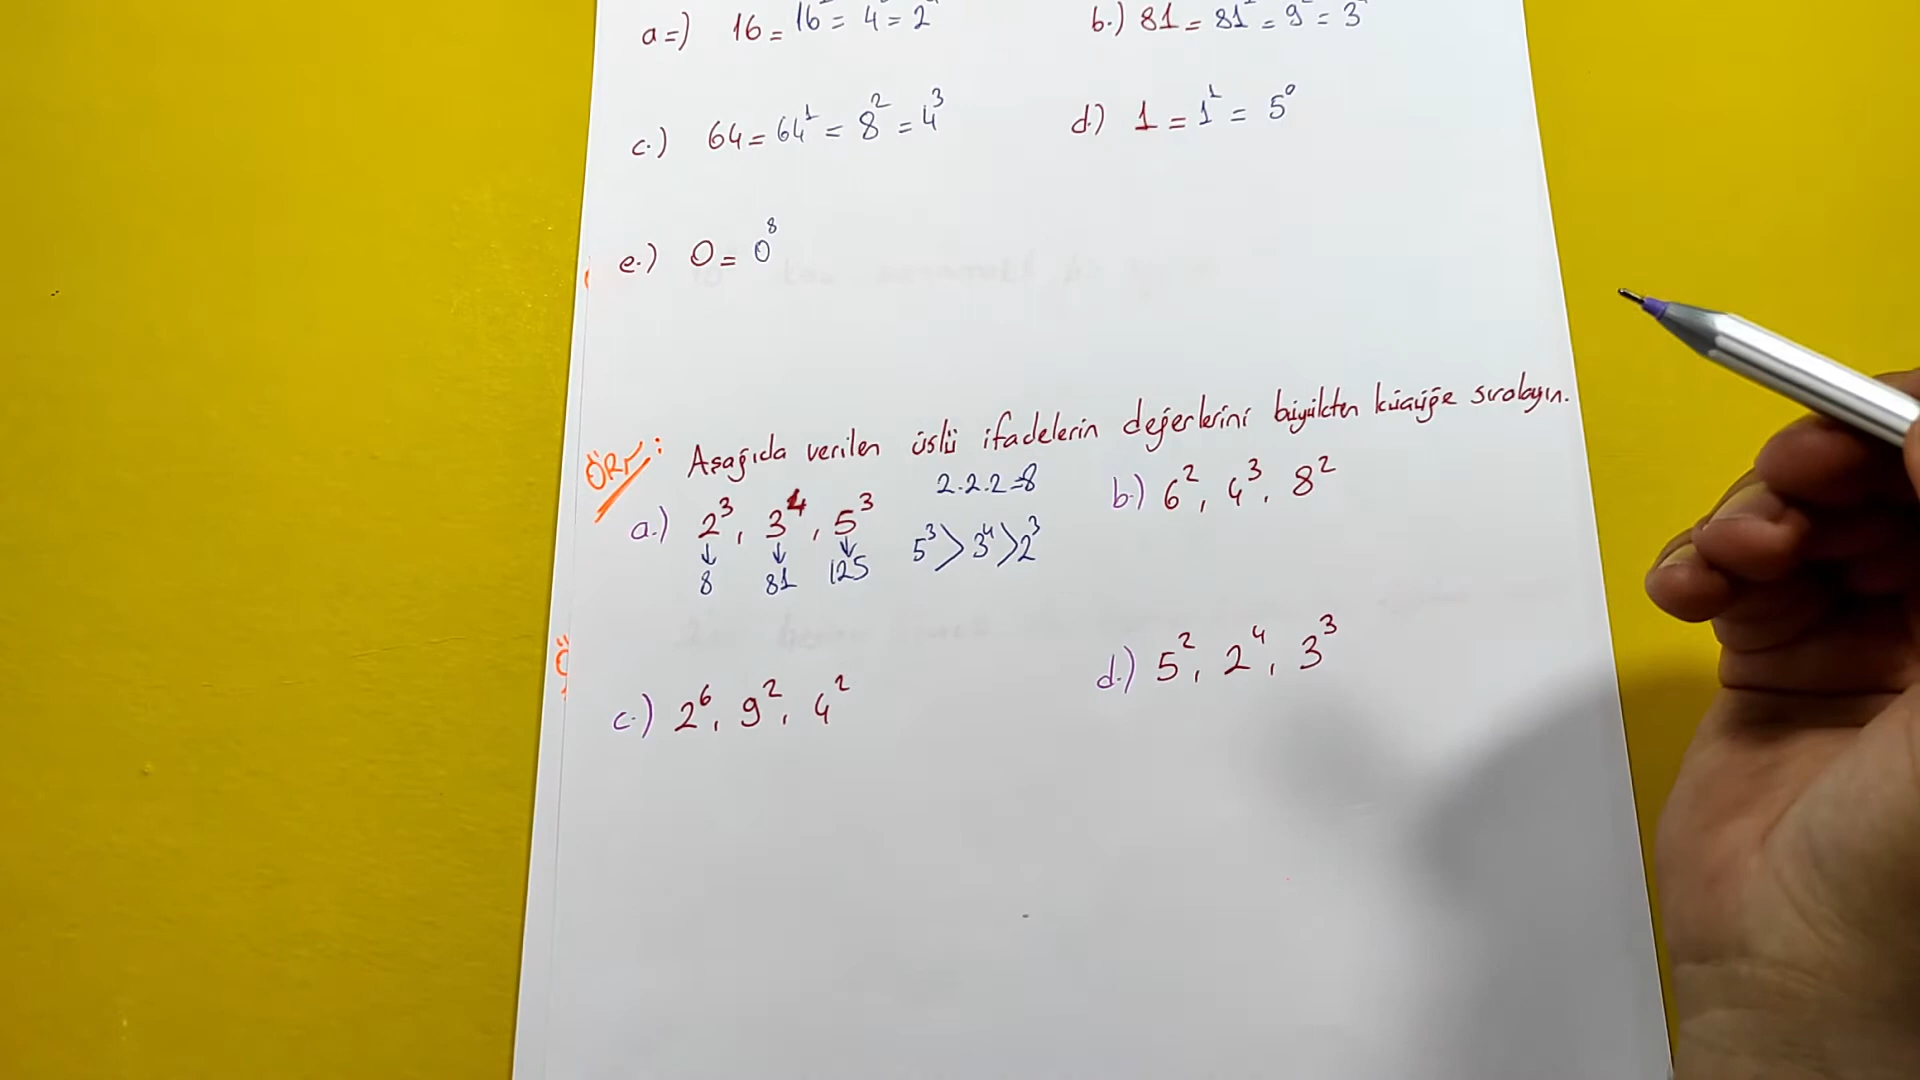 a=) 16 = 16 = 4 = 2
b.) 81 = 81 = 9 = 3
c.) 64 = 64¹ = 8² = 4³
d.) 1 = 1¹ = 5⁰
e.) 0 = 0⁸
ÖRN: Aşağıda verilen üslü ifadelerin değerlerini büyükten küçüğe sıralayın.
a.) 2³, 3⁴, 5³
2.2.2=8
↓ ↓ ↓
8 81 125
5³>3⁴>2³
b.) 6², 4³, 8²
c.) 2⁶, 9², 4²
d.) 5², 2⁴, 3³